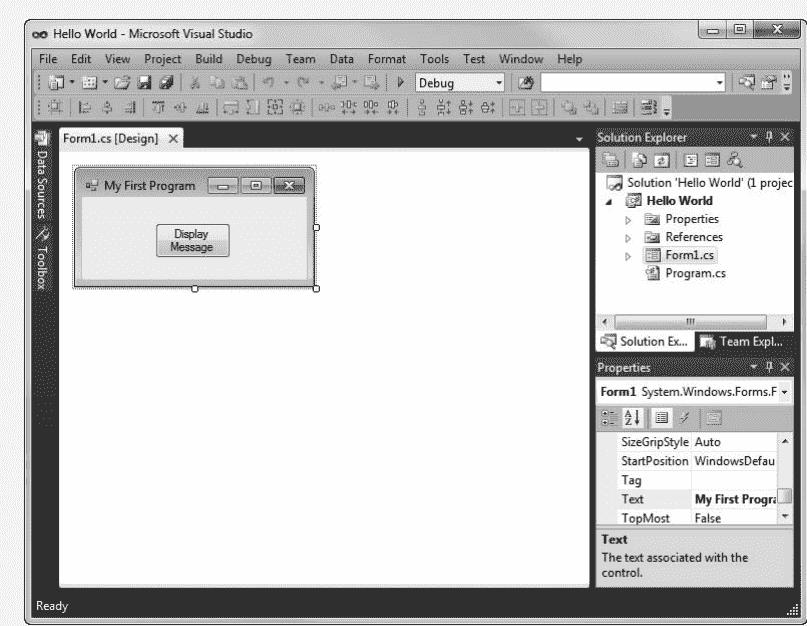 Hello World - Microsoft Visual Studio
File Edit View Project Build Debug Team Data Format Tools Test Window Help
Debug
Data Sources
Toolbox
Form1.cs [Design]
My First Program
Display
Message
Solution Explorer
Solution 'Hello World' (1 projec
Hello World
Properties
References
Form1.cs
Program.cs
Solution Ex... Team Expl...
Properties
Form1 System.Windows.Forms.F
SizeGripStyle Auto
StartPosition WindowsDefau
Tag
Text My First Progra
TopMost False
Text
The text associated with the
control.
Ready